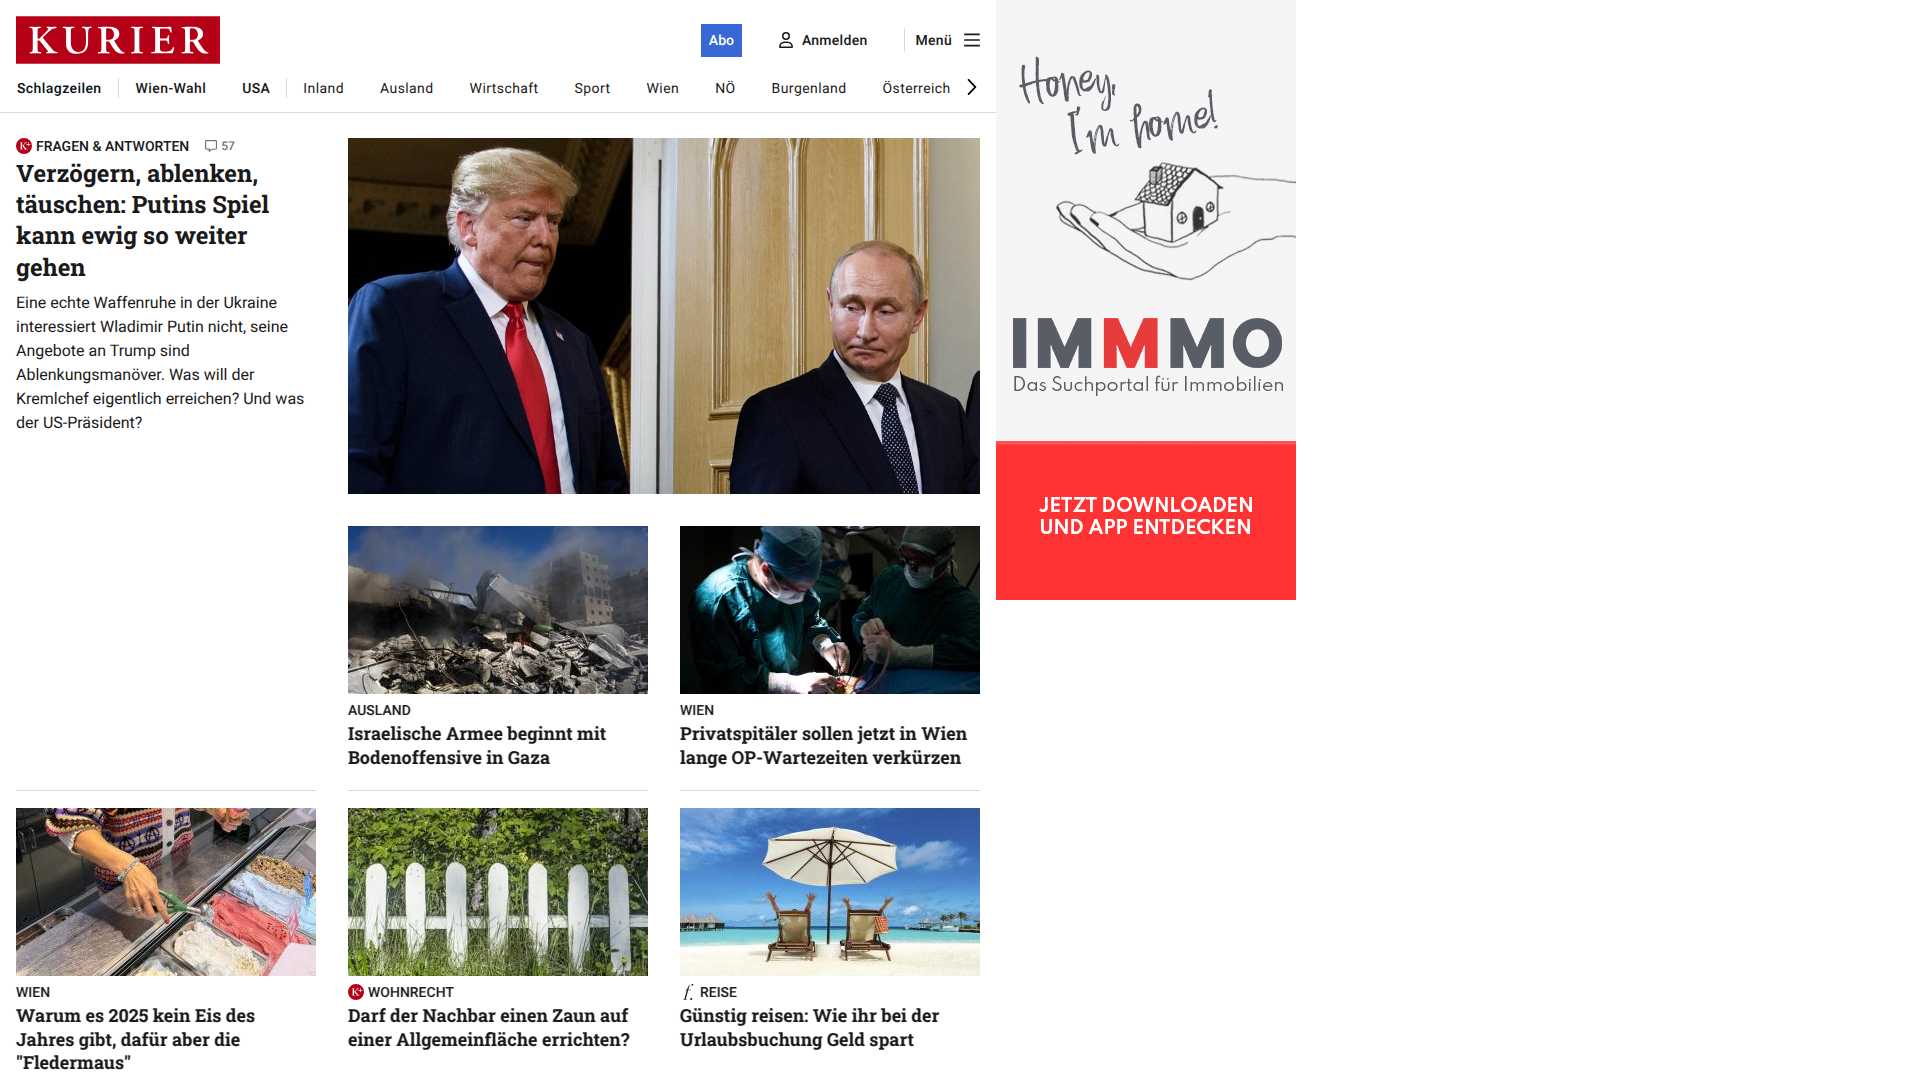 KURIER
Abo
Anmelden
Menü
Schlagzeilen
Wien-Wahl
USA
Inland
Ausland
Wirtschaft
Sport
Wien
NÖ
Burgenland
Österreich
K+ FRAGEN & ANTWORTEN 57
Verzögern, ablenken,
täuschen: Putins Spiel
kann ewig so weiter
gehen
Eine echte Waffenruhe in der Ukraine
interessiert Wladimir Putin nicht, seine
Angebote an Trump sind
Ablenkungsmanöver. Was will der
Kremlchef eigentlich erreichen? Und was
der US-Präsident?
AUSLAND
Israelische Armee beginnt mit
Bodenoffensive in Gaza
WIEN
Privatspitäler sollen jetzt in Wien
lange OP-Wartezeiten verkürzen
WIEN
Warum es 2025 kein Eis des
Jahres gibt, dafür aber die
"Fledermaus"
K+ WOHNRECHT
Darf der Nachbar einen Zaun auf
einer Allgemeinfläche errichten?
f. REISE
Günstig reisen: Wie ihr bei der
Urlaubsbuchung Geld spart
Honey,
I'm home!
IMMMO
Das Suchportal für Immobilien
JETZT DOWNLOADEN
UND APP ENTDECKEN